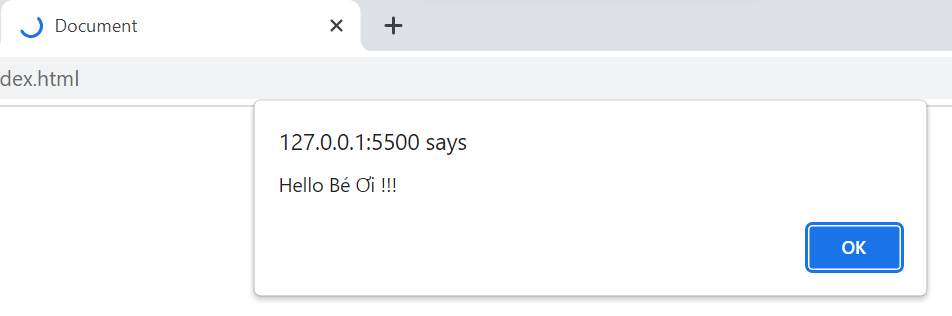 Document
dex.html
127.0.0.1:5500 says
Hello Bé Ơi !!!
OK